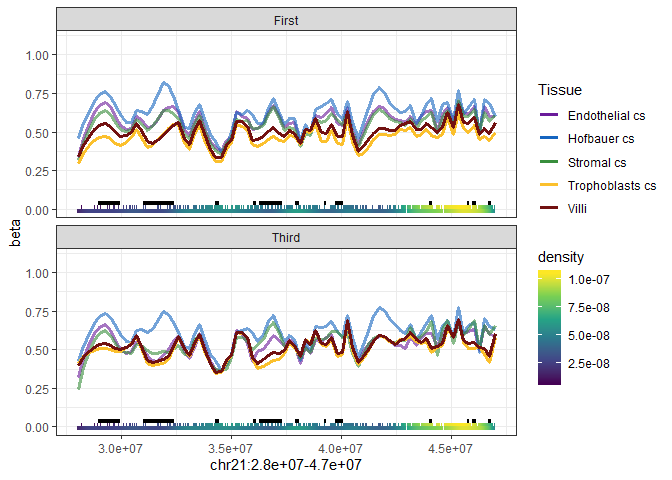 First
1.00
0.75
0.50
0.25
0.00
beta
Third
1.00
0.75
0.50
0.25
0.00
3.0e+07 3.5e+07 4.0e+07 4.5e+07
chr21:2.8e+07-4.7e+07
Tissue
Endothelial cs
Hofbauer cs
Stromal cs
Trophoblasts cs
Villi
density
1.0e-07
7.5e-08
5.0e-08
2.5e-08